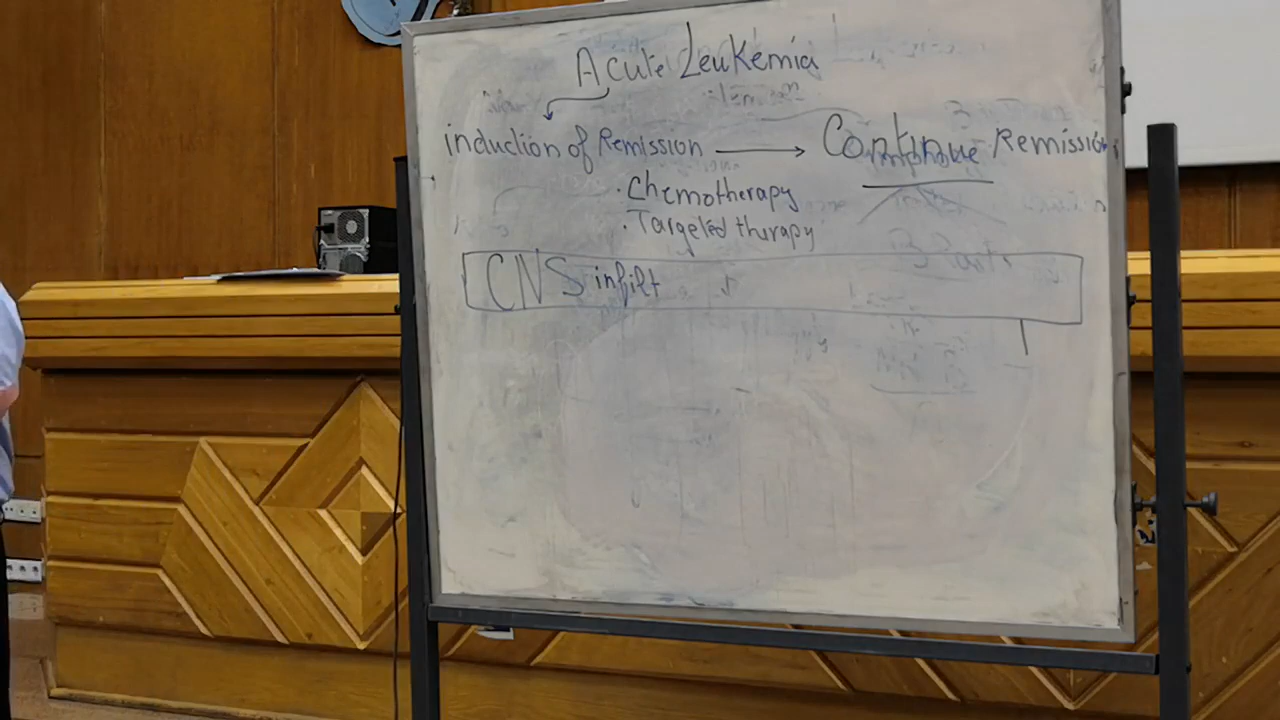 Acute Leukemia
induction of Remission → Continue Remission
. Chemotherapy
. Targeted therapy
CNS infilt